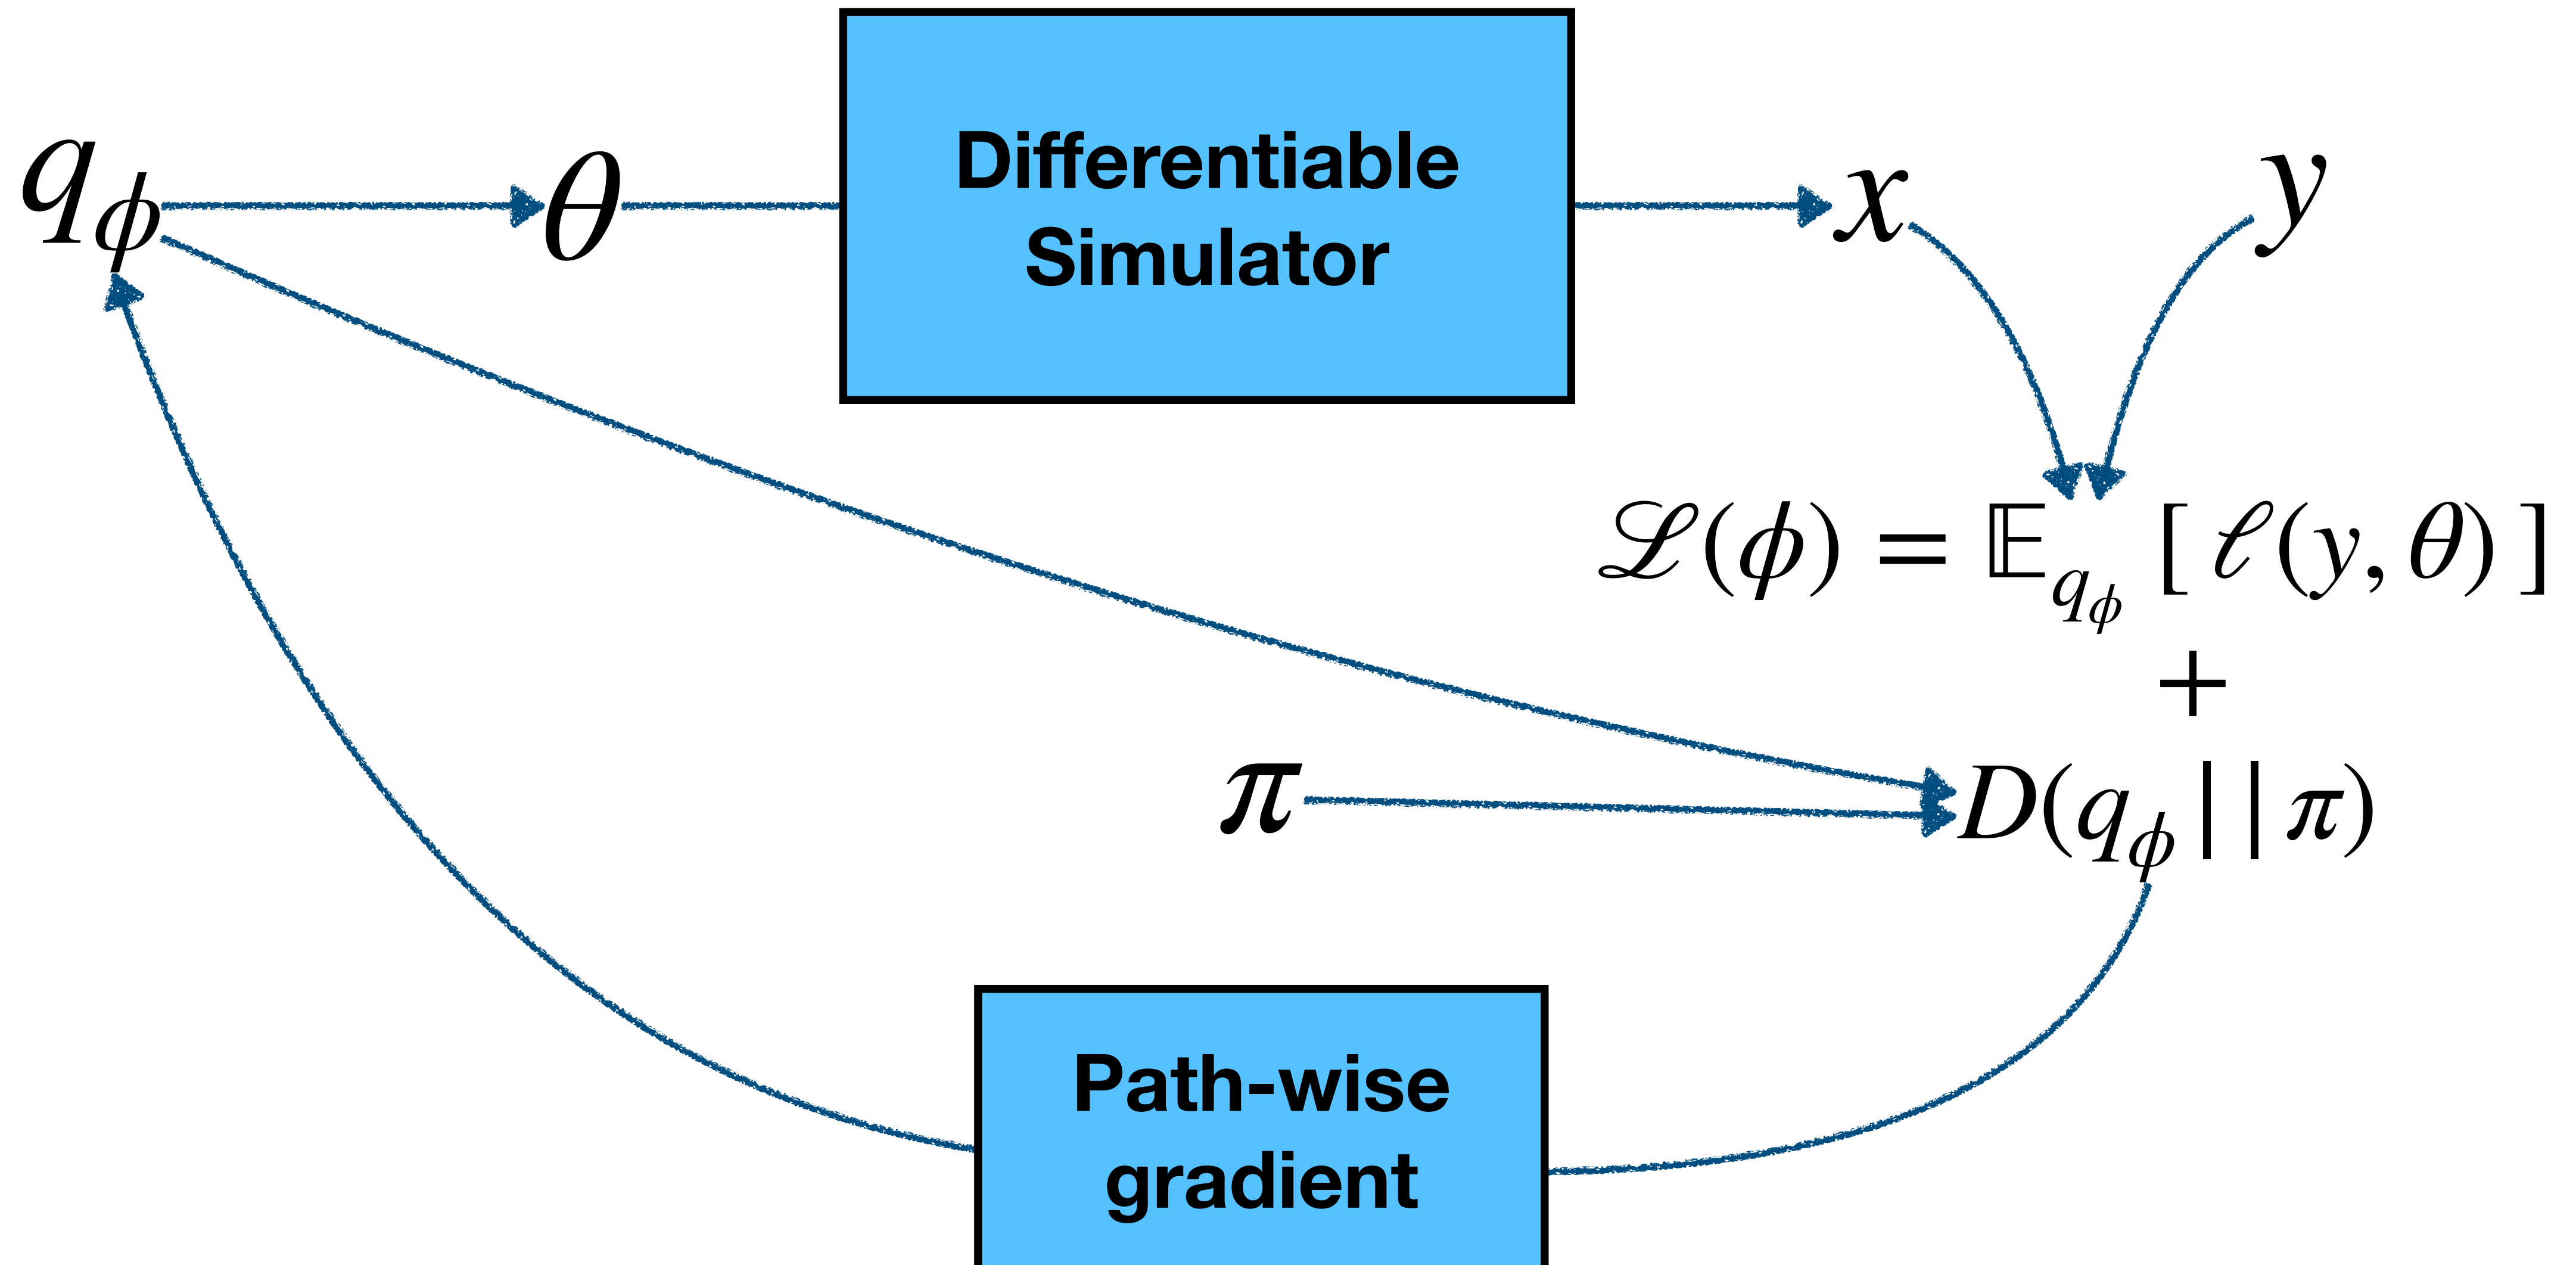 q_ϕ
θ
Differentiable
Simulator
x
y
ℒ(ϕ) = 𝔼_{q_ϕ} [ ℓ(y, θ) ]
+
π
D(q_ϕ | | π)
Path-wise
gradient